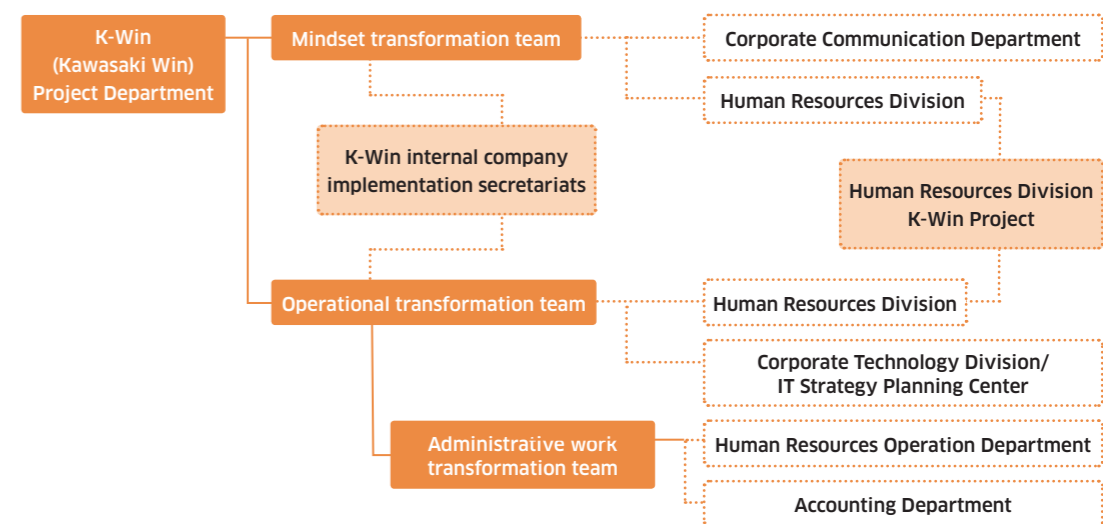 K-Win
(Kawasaki Win)
Project Department
Mindset transformation team
Corporate Communication Department
Human Resources Division
K-Win internal company
implementation secretariats
Human Resources Division
K-Win Project
Operational transformation team
Human Resources Division
Corporate Technology Division/
IT Strategy Planning Center
Administrative work
transformation team
Human Resources Operation Department
Accounting Department